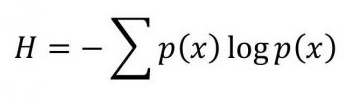 H = − ∑ p(x) log p(x)